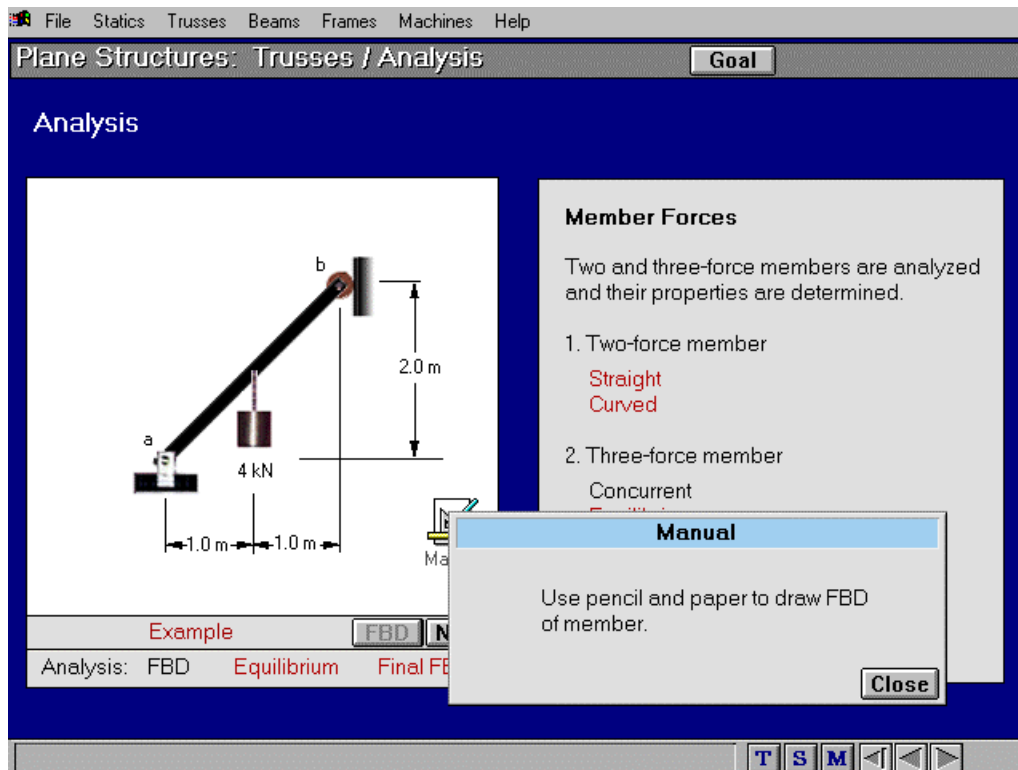 File Statics Trusses Beams Frames Machines Help
Plane Structures: Trusses / Analysis
Goal
Analysis
b
2.0 m
a
4 kN
1.0 m
1.0 m
Example
FBD
Analysis: FBD Equilibrium Final
Member Forces
Two and three-force members are analyzed
and their properties are determined.
1. Two-force member
Straight
Curved
2. Three-force member
Concurrent
Manual
Use pencil and paper to draw FBD
of member.
Close
T S M